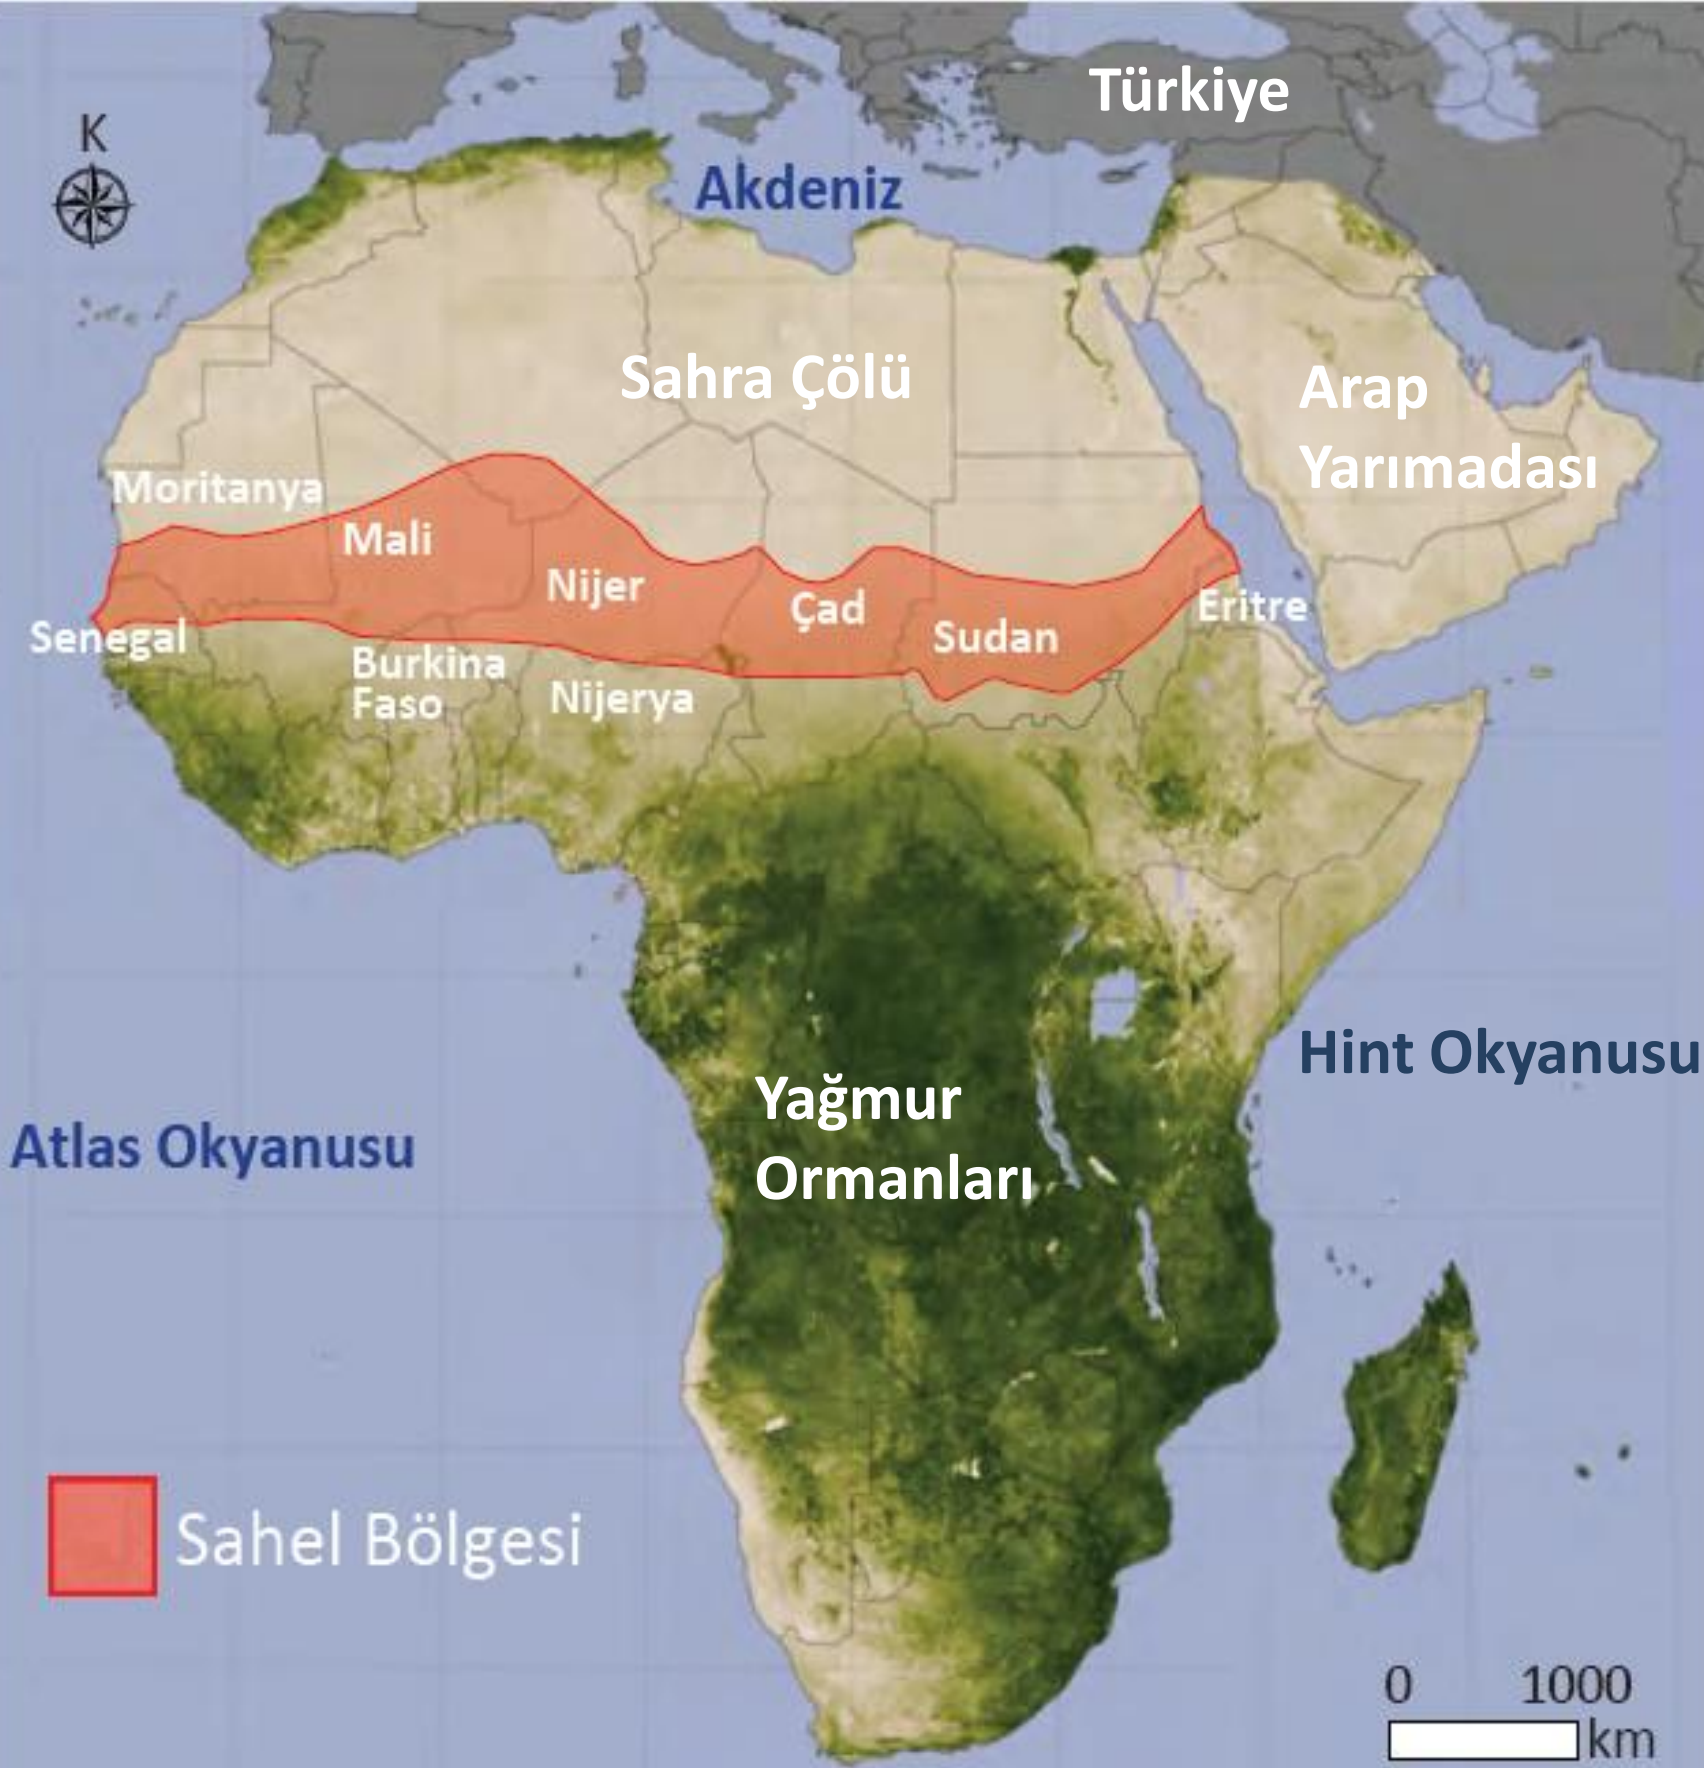 Türkiye
K
Akdeniz
Sahra Çölü
Arap
Yarımadası
Moritanya
Mali
Nijer
Çad
Eritre
Senegal
Sudan
Burkina
Faso
Nijerya
Hint Okyanusu
Yağmur
Ormanları
Atlas Okyanusu
Sahel Bölgesi
0 1000
km